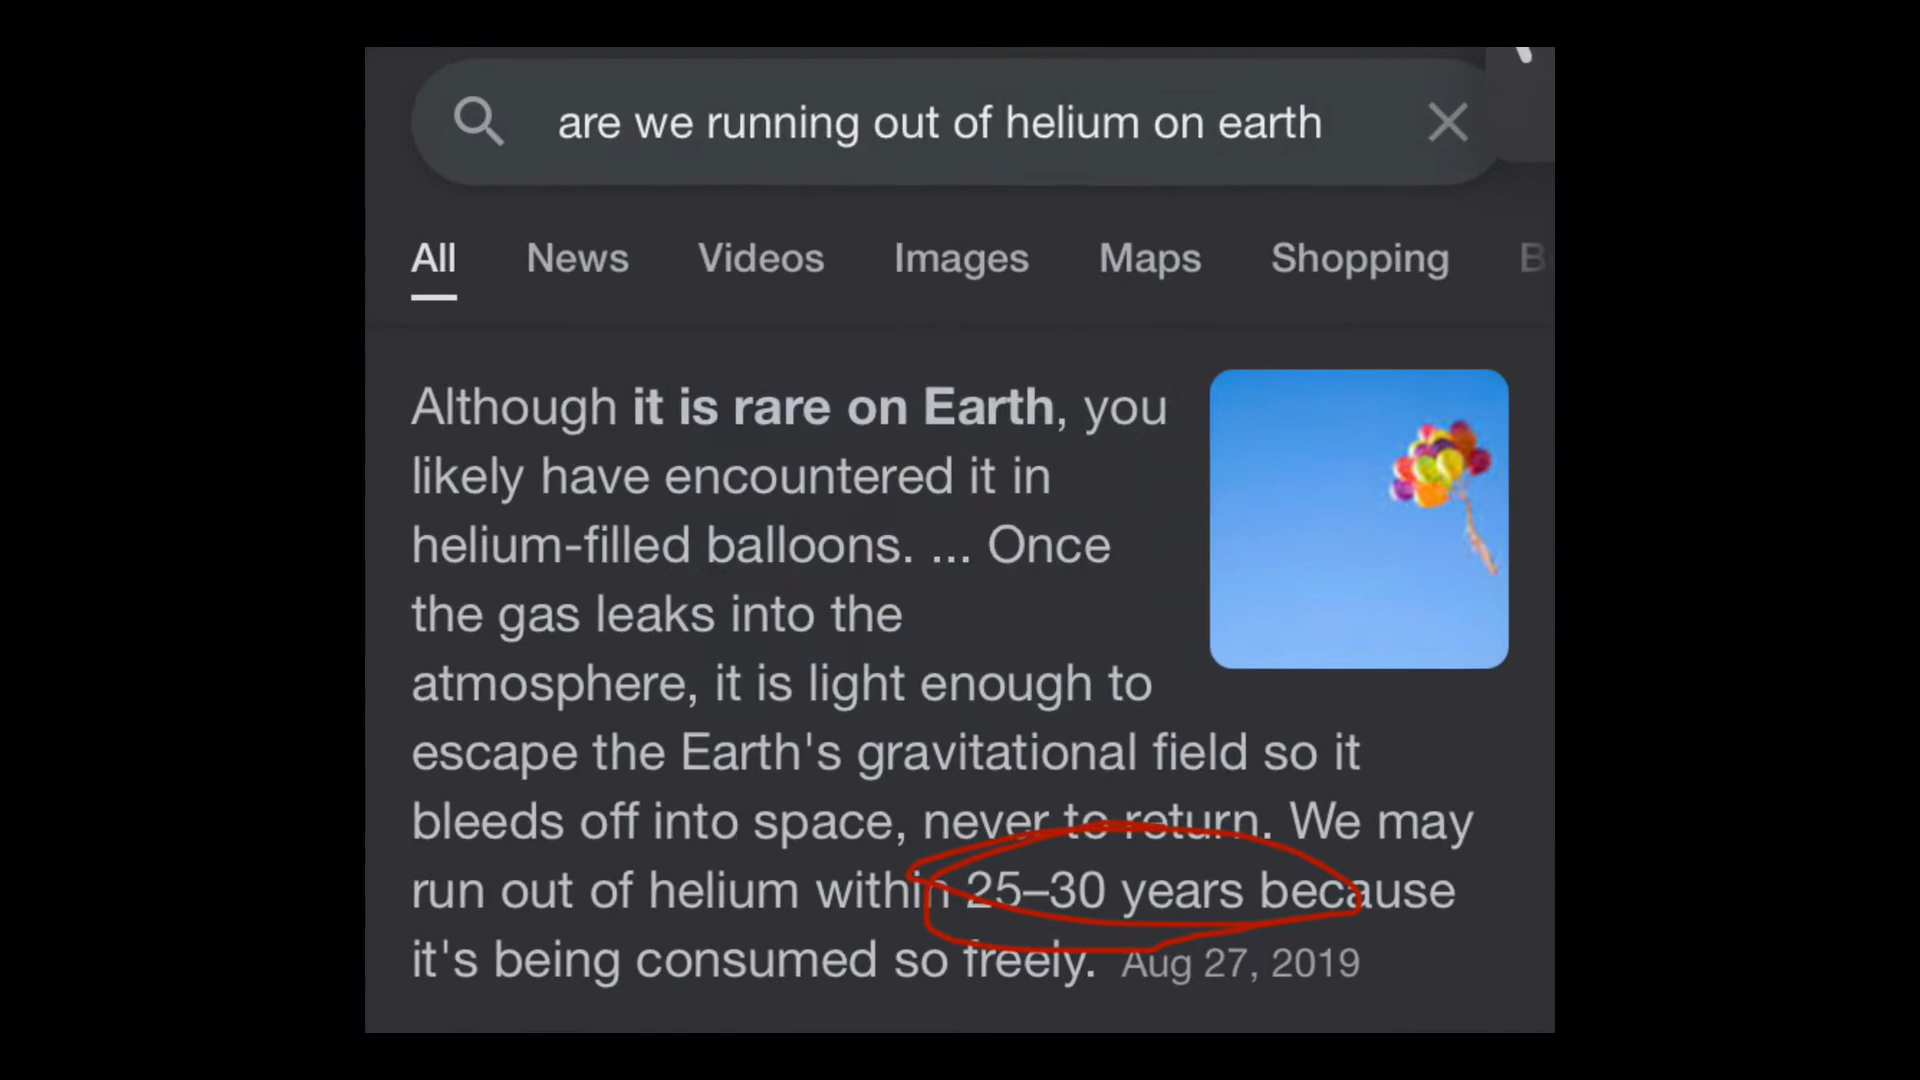 are we running out of helium on earth
All News Videos Images Maps Shopping B
Although it is rare on Earth, you
likely have encountered it in
helium-filled balloons. ... Once
the gas leaks into the
atmosphere, it is light enough to
escape the Earth's gravitational field so it
bleeds off into space, never to return. We may
run out of helium within 25–30 years because
it's being consumed so freely. Aug 27, 2019